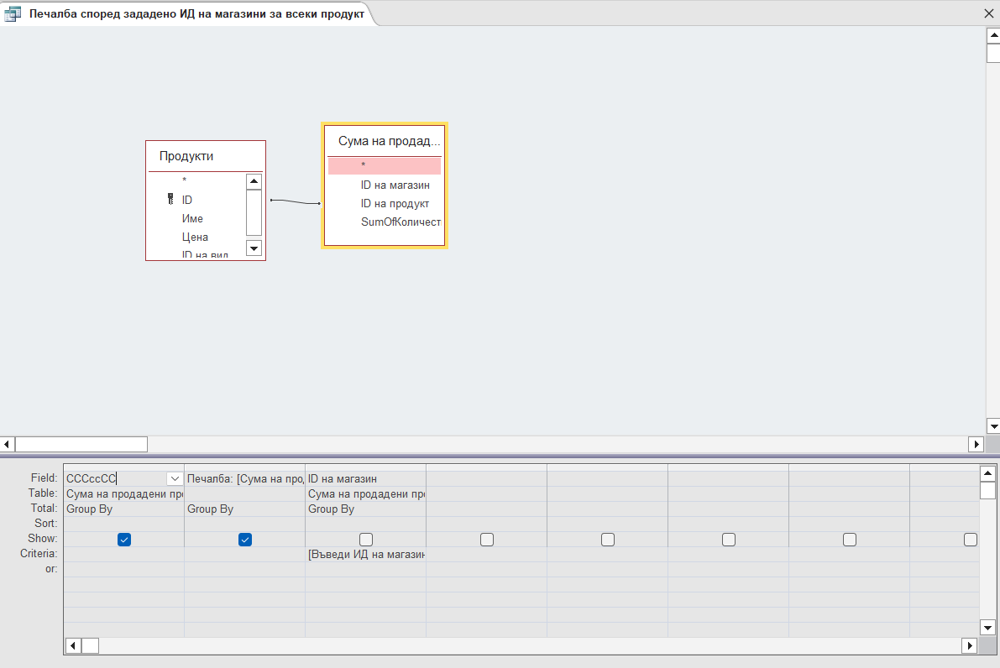 Печалба според зададено ИД на магазини за всеки продукт
Продукти
*
ID
Име
Цена
ID на вид
Сума на продад...
*
ID на магазин
ID на продукт
SumOfКоличест
Field: CCCccCC Печалба: [Сума на про, ID на магазин
Table: Сума на продадени пр Сума на продадени пр
Total: Group By Group By Group By
Sort:
Show:
Criteria: [Въведи ИД на магазин
or: